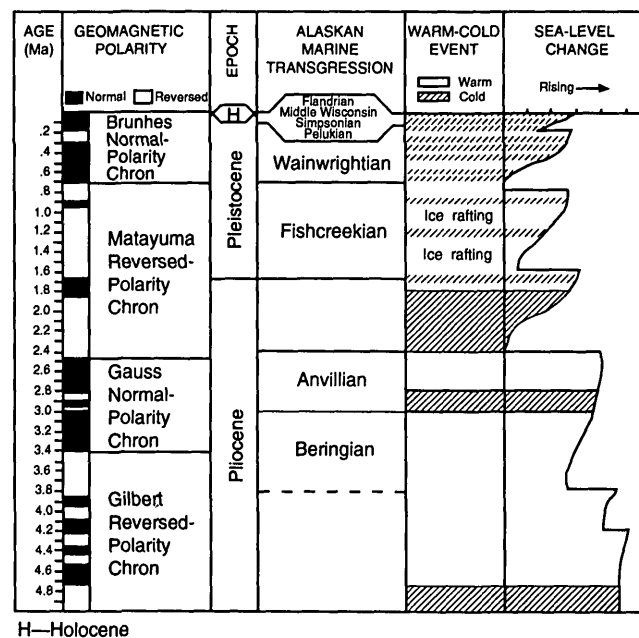 AGE
(Ma)
GEOMAGNETIC
POLARITY
Normal
Reversed
EPOCH
ALASKAN
MARINE
TRANSGRESSION
WARM-COLD
EVENT
Warm
Cold
SEA-LEVEL
CHANGE
Rising
.2
.4
.6
.8
1.0
1.2
1.4
1.6
1.8
2.0
2.2
2.4
2.6
2.8
3.0
3.2
3.4
3.6
3.8
4.0
4.2
4.4
4.6
4.8
Brunhes
Normal-
Polarity
Chron
Matayuma
Reversed-
Polarity
Chron
Gauss
Normal-
Polarity
Chron
Gilbert
Reversed-
Polarity
Chron
H
Pleistocene
Pliocene
Flandrian
Middle Wisconsin
Simpsonian
Pelukian
Wainwrightian
Fishcreekian
Anvillian
Beringian
Ice rafting
Ice rafting
H—Holocene